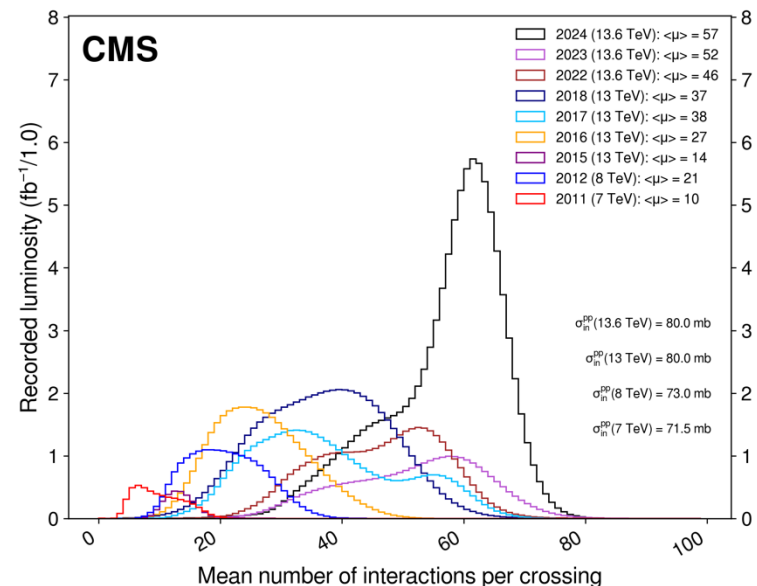 CMS
2024 (13.6 TeV): <μ> = 57
2023 (13.6 TeV): <μ> = 52
2022 (13.6 TeV): <μ> = 46
2018 (13 TeV): <μ> = 37
2017 (13 TeV): <μ> = 38
2016 (13 TeV): <μ> = 27
2015 (13 TeV): <μ> = 14
2012 (8 TeV): <μ> = 21
2011 (7 TeV): <μ> = 10
σ_in^pp(13.6 TeV) = 80.0 mb
σ_in^pp(13 TeV) = 80.0 mb
σ_in^pp(8 TeV) = 73.0 mb
σ_in^pp(7 TeV) = 71.5 mb
Recorded luminosity (fb⁻¹/1.0)
8 8
7 7
6 6
5 5
4 4
3 3
2 2
1 1
0 0
0 20 40 60 80 100
Mean number of interactions per crossing